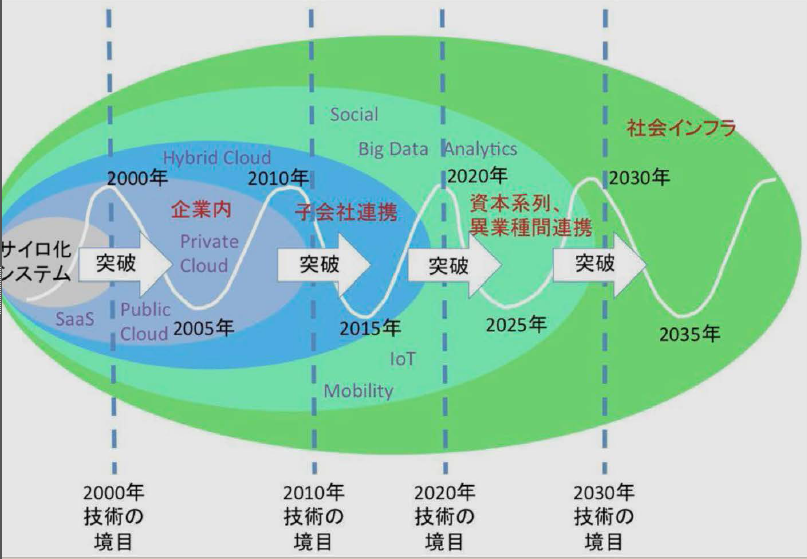 Social
社会インフラ
Big Data
Analytics
Hybrid Cloud
2000年
2010年
2020年
2030年
企業内
子会社連携
資本系列、
異業種間連携
サイロ化
システム
突破
Private
Cloud
突破
突破
突破
SaaS
Public
Cloud
2005年
2015年
2025年
2035年
IoT
Mobility
2000年
技術の
境目
2010年
技術の
境目
2020年
技術の
境目
2030年
技術の
境目